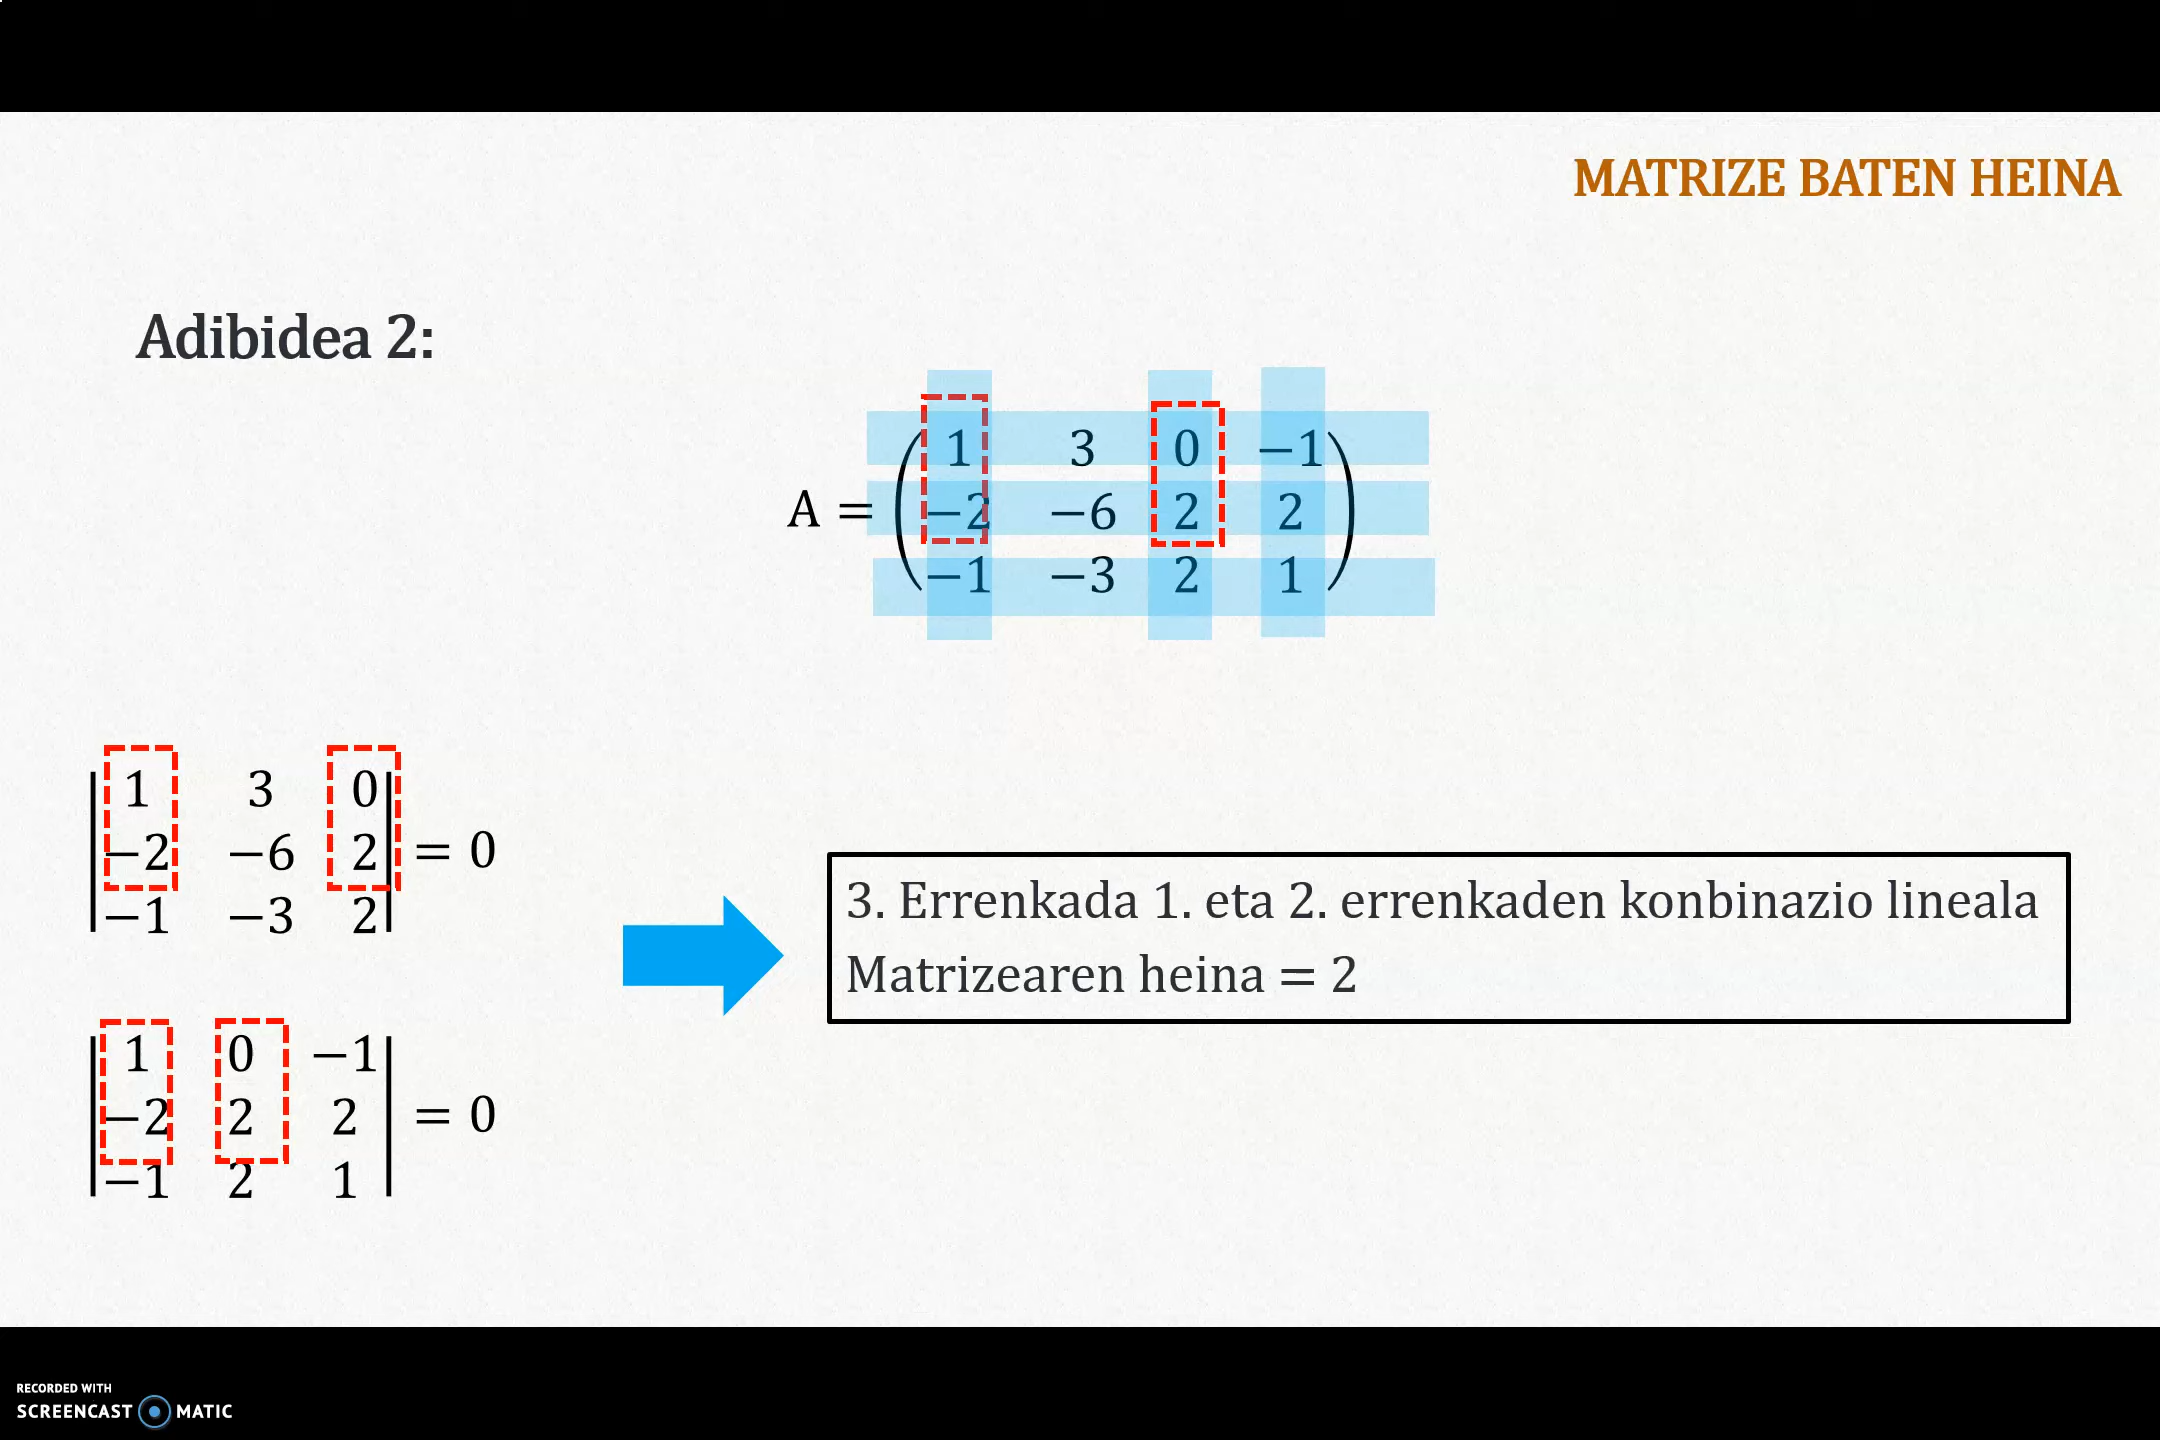 MATRIZE BATEN HEINA
Adibidea 2:
A = ( 1 3 0 −1
−2 −6 2 2
−1 −3 2 1 )
| 1 3 0 |
| −2 −6 2 | = 0
| −1 −3 2 |
3. Errenkada 1. eta 2. errenkaden konbinazio lineala
Matrizearen heina = 2
| 1 0 −1 |
| −2 2 2 | = 0
| −1 2 1 |
RECORDED WITH
SCREENCAST MATIC